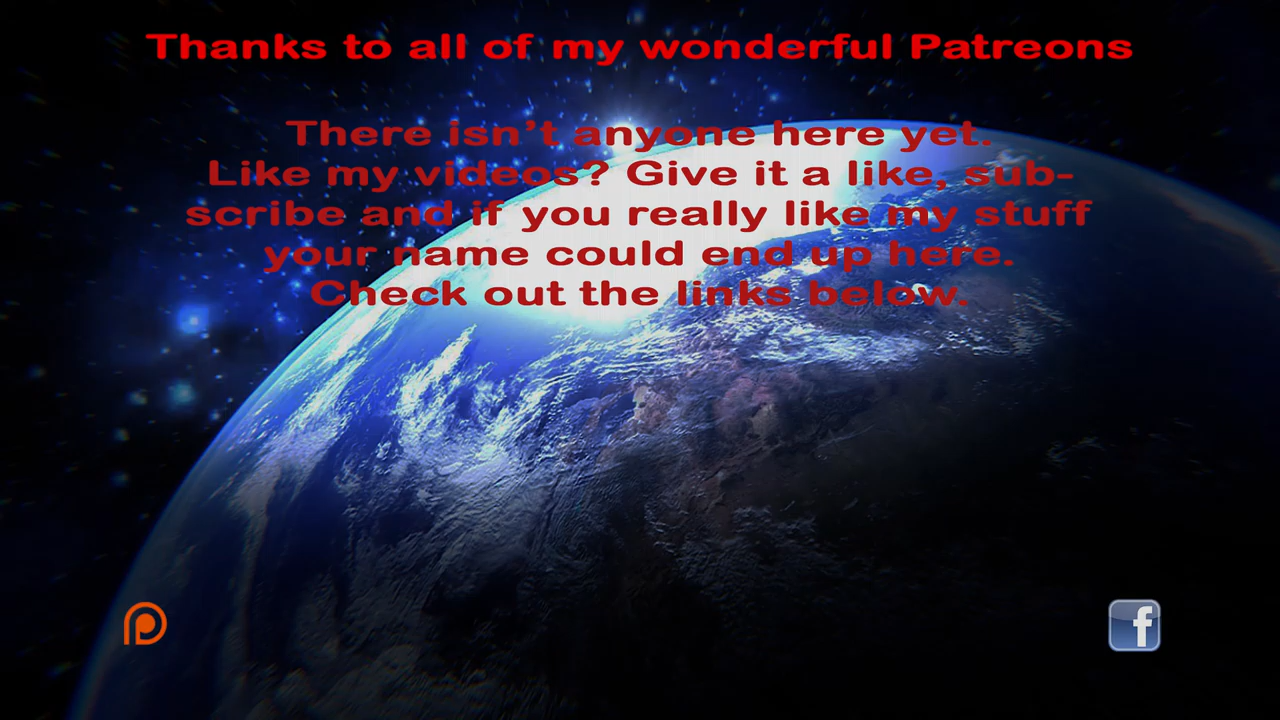 Thanks to all of my wonderful Patreons
There isn't anyone here yet.
Like my videos? Give it a like, sub-
scribe and if you really like my stuff
your name could end up here.
Check out the links below.